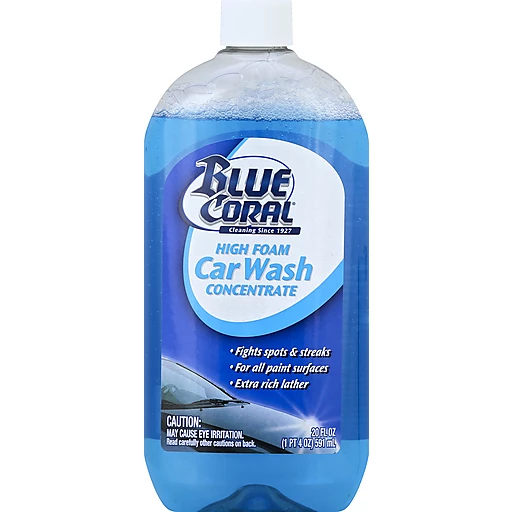 BLUE
CORAL®
Cleaning Since 1927
HIGH FOAM
Car Wash
CONCENTRATE
• Fights spots & streaks
• For all paint surfaces
• Extra rich lather
CAUTION:
MAY CAUSE EYE IRRITATION.
Read carefully other cautions on back.
20 FL OZ
(1 PT 4 OZ) 591 mL